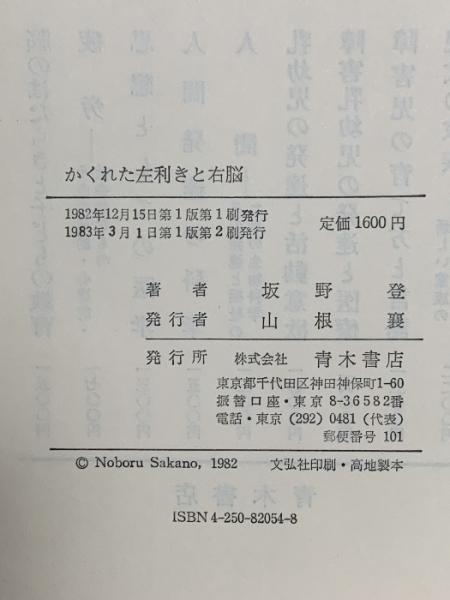 かくれた左利きと右脳
1982年12月15日第1版第1刷発行
1983年3月1日第1版第2刷発行
定価1600円
著者 坂野登
発行者 山根襄
発行所 株式会社 青木書店
東京都千代田区神田神保町1-60
振替口座・東京 8-36582番
電話・東京 (292) 0481 (代表)
郵便番号 101
© Noboru Sakano, 1982 文弘社印刷・高地製本
ISBN4-250-82054-8